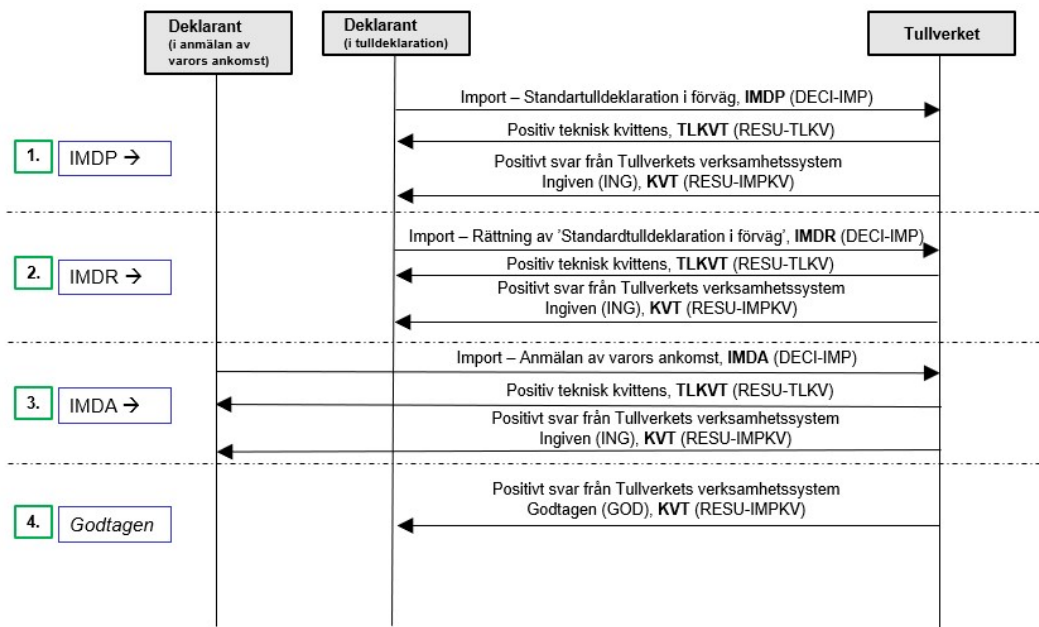 Deklarant
(i anmälan av
varors ankomst)
Deklarant
(i tulldeklaration)
Tullverket
Import – Standartulldeklaration i förväg, IMDP (DECI-IMP)
Positiv teknisk kvittens, TLKVT (RESU-TLKV)
1.
IMDP →
Positivt svar från Tullverkets verksamhetssystem
Ingiven (ING), KVT (RESU-IMPKV)
Import – Rättning av 'Standardtulldeklaration i förväg', IMDR (DECI-IMP)
2.
IMDR →
Positiv teknisk kvittens, TLKVT (RESU-TLKV)
Positivt svar från Tullverkets verksamhetssystem
Ingiven (ING), KVT (RESU-IMPKV)
Import – Anmälan av varors ankomst, IMDA (DECI-IMP)
3.
IMDA →
Positiv teknisk kvittens, TLKVT (RESU-TLKV)
Positivt svar från Tullverkets verksamhetssystem
Ingiven (ING), KVT (RESU-IMPKV)
4.
Godtagen
Positivt svar från Tullverkets verksamhetssystem
Godtagen (GOD), KVT (RESU-IMPKV)